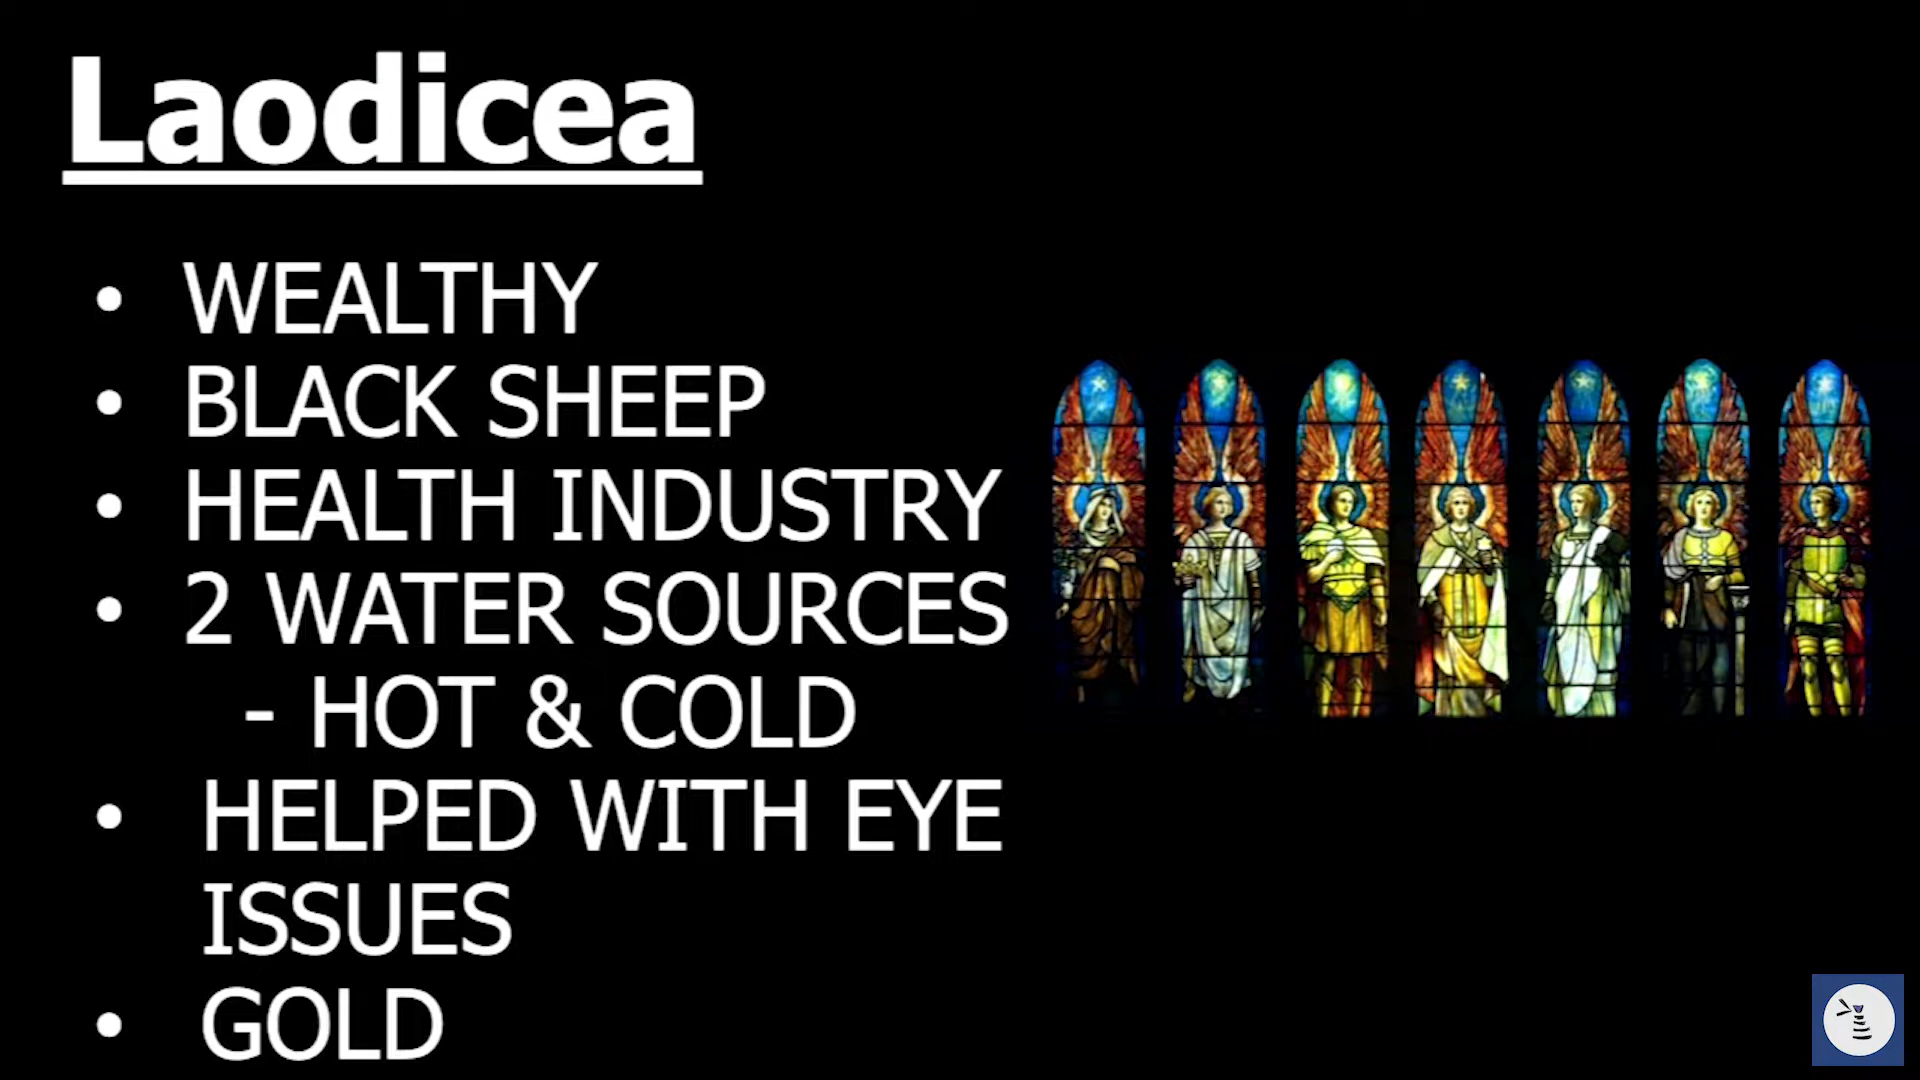 Laodicea
• WEALTHY
• BLACK SHEEP
• HEALTH INDUSTRY
• 2 WATER SOURCES
- HOT & COLD
• HELPED WITH EYE
ISSUES
• GOLD